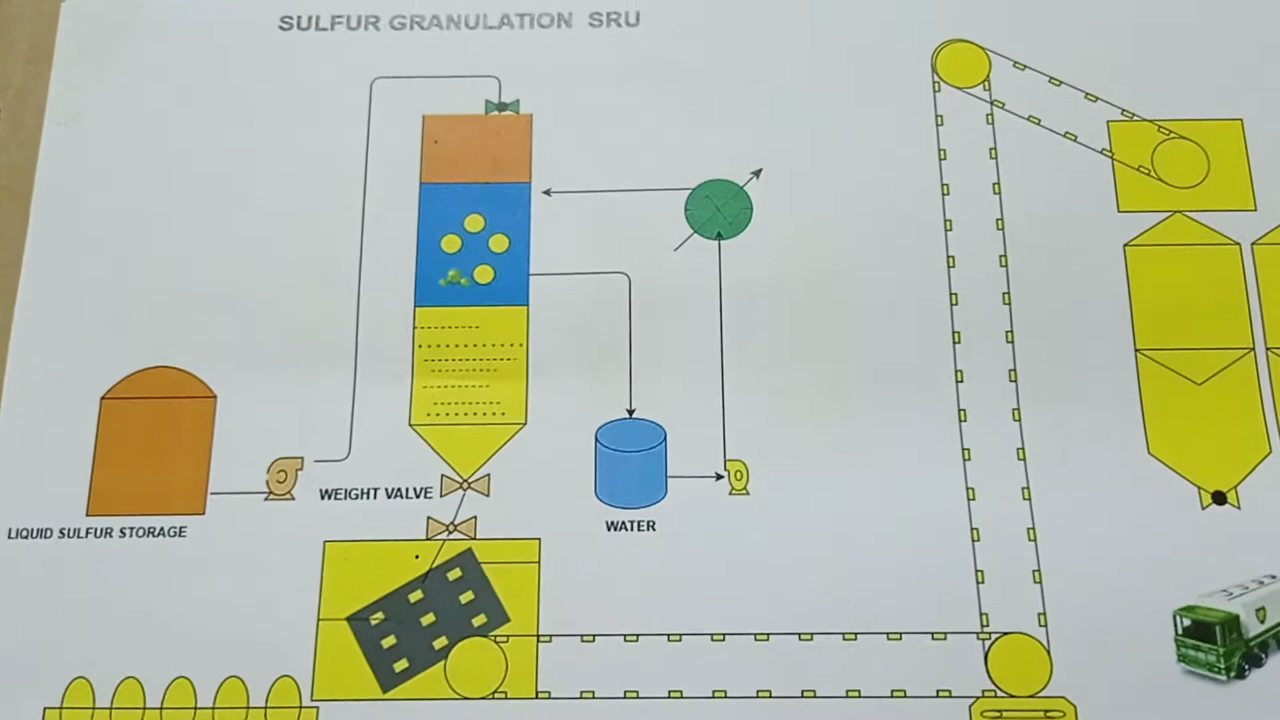 SULFUR GRANULATION SRU
WEIGHT VALVE
LIQUID SULFUR STORAGE
WATER